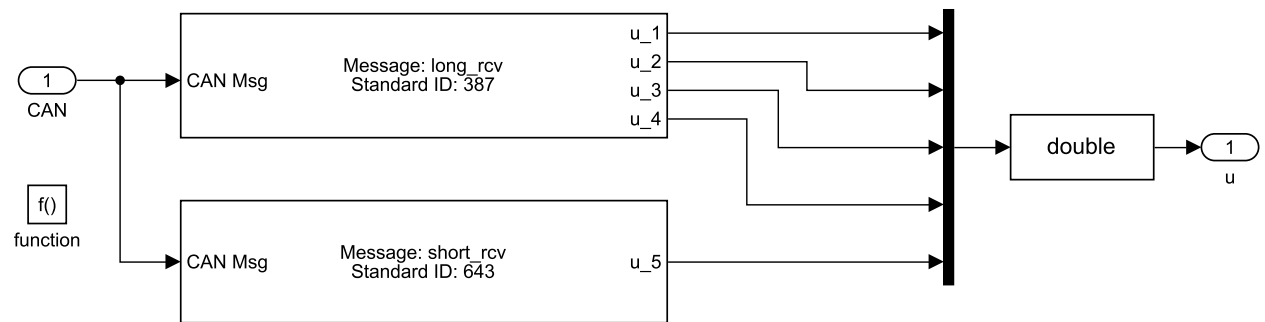 1
CAN
CAN Msg
Message: long_rcv
Standard ID: 387
u_1
u_2
u_3
u_4
f()
function
CAN Msg
Message: short_rcv
Standard ID: 643
u_5
double
1
u